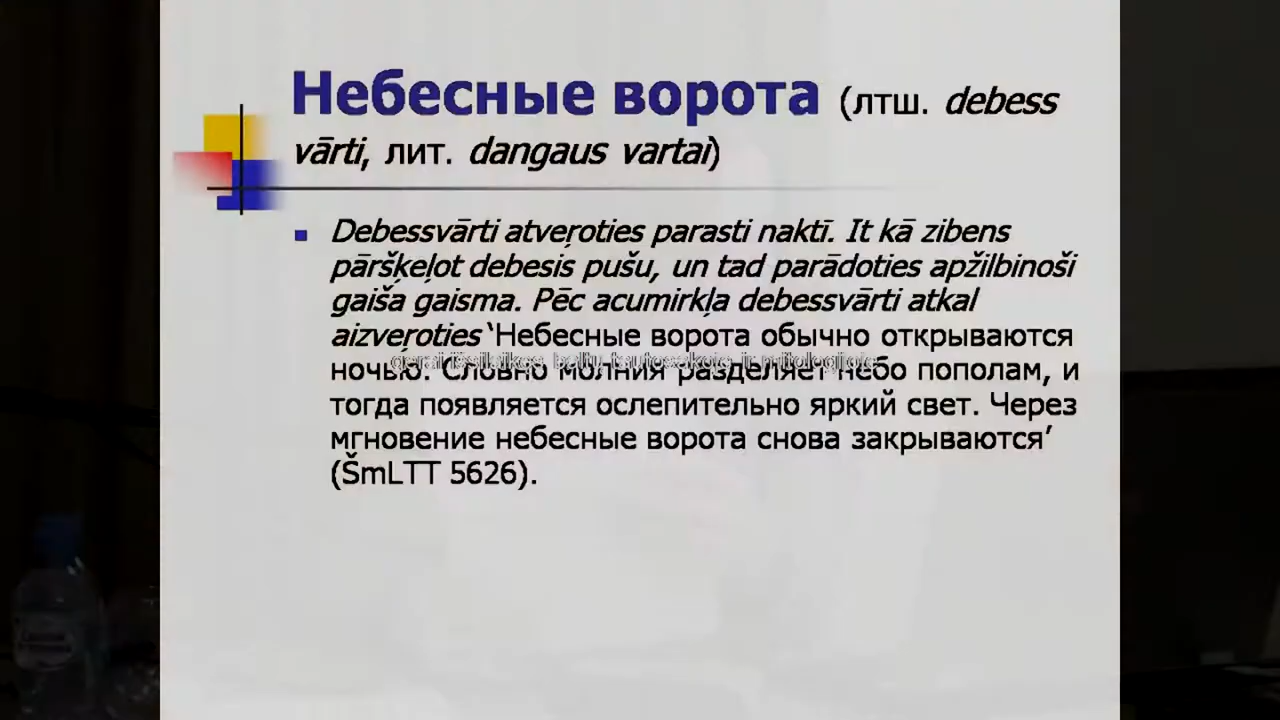 Небесные ворота (лтш. debess
vārti, лит. dangaus vartai)
Debessvārti atveŗoties parasti naktī. It kā zibens
pāršķeļot debesis pušu, un tad parādoties apžilbinoši
gaiša gaisma. Pēc acumirkļa debessvārti atkal
aizveŗoties ‘Небесные ворота обычно открываются
ночью. Словно молния разделяет небо пополам, и
тогда появляется ослепительно яркий свет. Через
мгновение небесные ворота снова закрываются’
(ŠmLTT 5626).